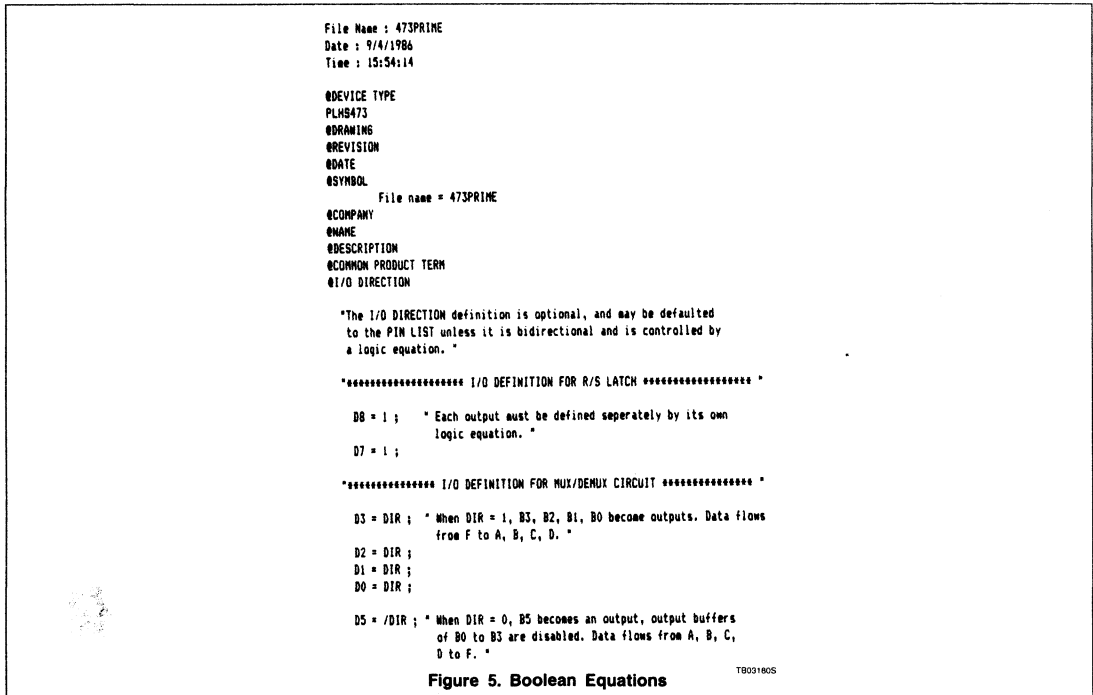 File Name : 473PRIME
Date : 9/4/1986
Time : 15:54:14
@DEVICE TYPE
PLHS473
@DRAWING
@REVISION
@DATE
@SYMBOL
File name = 473PRIME
@COMPANY
@NAME
@DESCRIPTION
@COMMON PRODUCT TERM
@I/O DIRECTION
"The I/O DIRECTION definition is optional, and may be defaulted
to the PIN LIST unless it is bidirectional and is controlled by
a logic equation. "
"******************** I/O DEFINITION FOR R/S LATCH ****************** "
D8 = 1 ; " Each output must be defined seperately by its own
logic equation. "
D7 = 1 ;
"*************** I/O DEFINITION FOR MUX/DEMUX CIRCUIT *************** "
D3 = DIR ; " When DIR = 1, B3, B2, B1, B0 become outputs. Data flows
from F to A, B, C, D. "
D2 = DIR ;
D1 = DIR ;
D0 = DIR ;
D5 = /DIR ; " When DIR = 0, B5 becomes an output, output buffers
of B0 to B3 are disabled. Data flows from A, B, C,
D to F. "
TB03180S
Figure 5. Boolean Equations